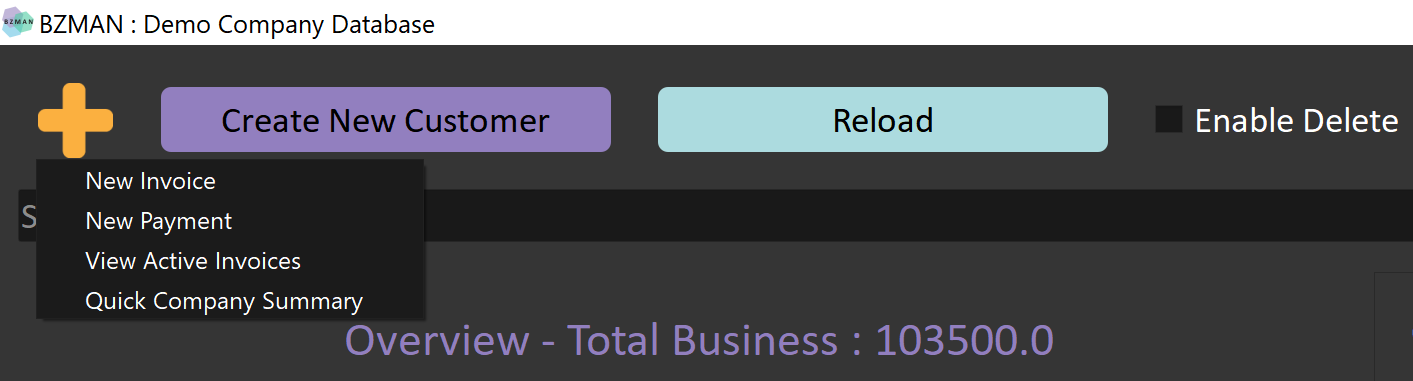 BZMAN
BZMAN : Demo Company Database
Create New Customer
Reload
Enable Delete
New Invoice
New Payment
View Active Invoices
Quick Company Summary
Overview - Total Business : 103500.0